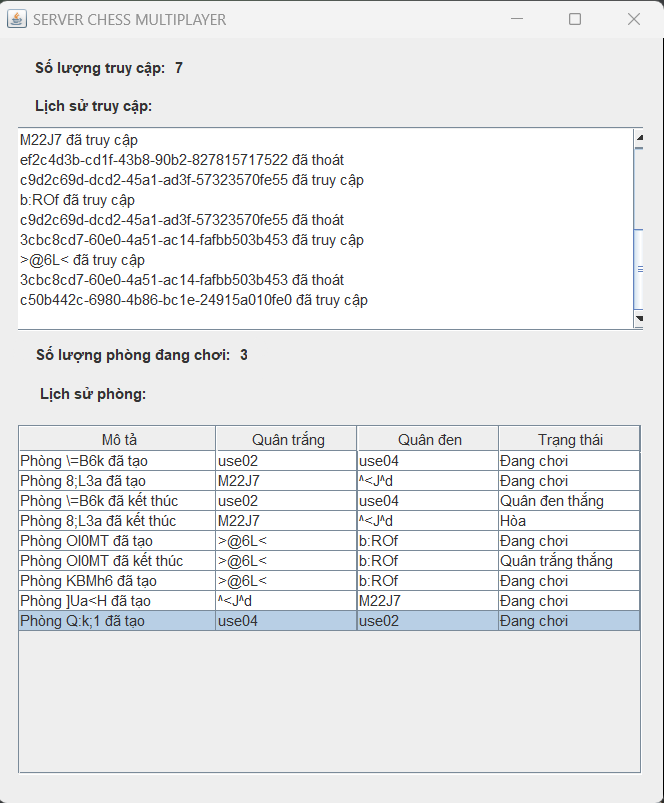 SERVER CHESS MULTIPLAYER
Số lượng truy cập: 7
Lịch sử truy cập:
M22J7 đã truy cập
ef2c4d3b-cd1f-43b8-90b2-827815717522 đã thoát
c9d2c69d-dcd2-45a1-ad3f-57323570fe55 đã truy cập
b:ROf đã truy cập
c9d2c69d-dcd2-45a1-ad3f-57323570fe55 đã thoát
3cbc8cd7-60e0-4a51-ac14-fafbb503b453 đã truy cập
>@6L< đã truy cập
3cbc8cd7-60e0-4a51-ac14-fafbb503b453 đã thoát
c50b442c-6980-4b86-bc1e-24915a010fe0 đã truy cập
Số lượng phòng đang chơi: 3
Lịch sử phòng:
Mô tả Quân trắng Quân đen Trạng thái
Phòng \=B6k đã tạo use02 use04 Đang chơi
Phòng 8;L3a đã tạo M22J7 ^<J^d Đang chơi
Phòng \=B6k đã kết thúc use02 use04 Quân đen thắng
Phòng 8;L3a đã kết thúc M22J7 ^<J^d Hòa
Phòng OI0MT đã tạo >@6L< b:ROf Đang chơi
Phòng OI0MT đã kết thúc >@6L< b:ROf Quân trắng thắng
Phòng KBMh6 đã tạo >@6L< b:ROf Đang chơi
Phòng ]Ua<H đã tạo ^<J^d M22J7 Đang chơi
Phòng Q:k;1 đã tạo use04 use02 Đang chơi